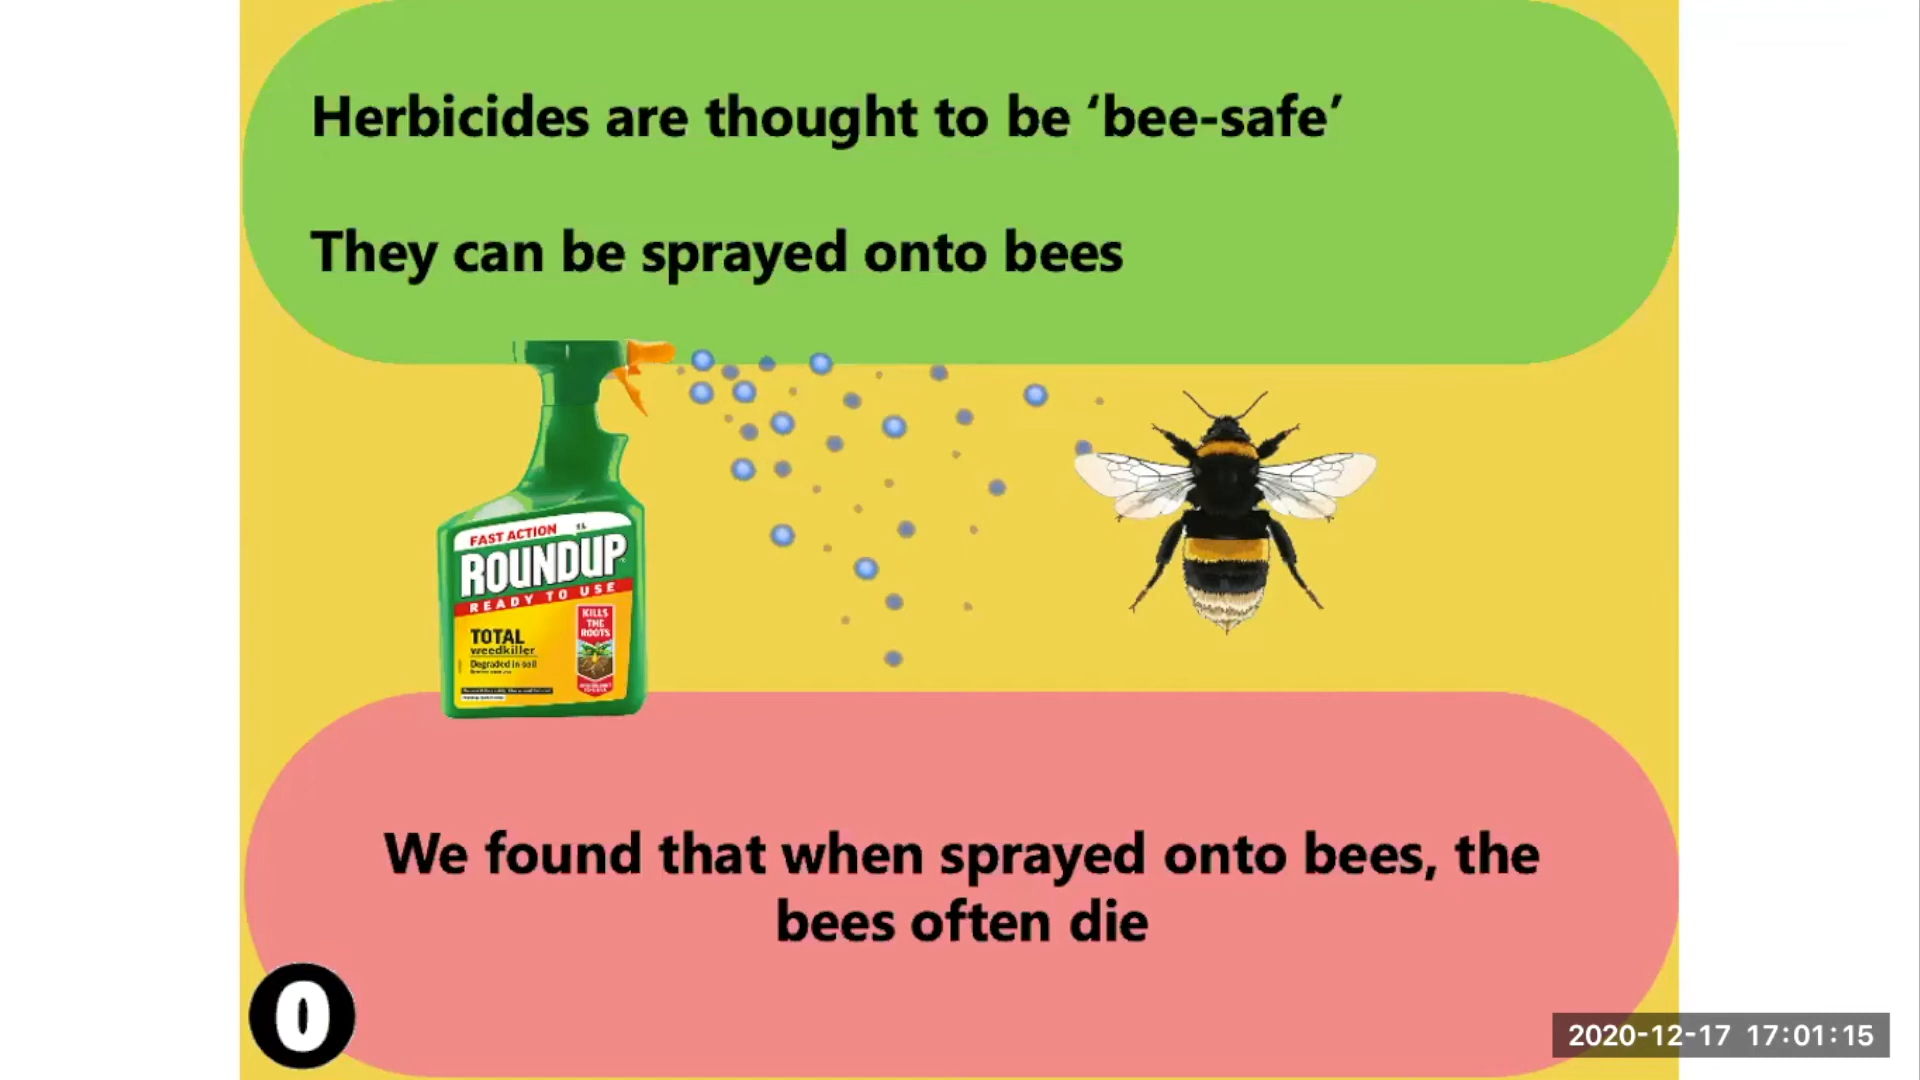 Herbicides are thought to be ‘bee-safe’
They can be sprayed onto bees
FAST ACTION 1L
ROUNDUP
READY TO USE
TOTAL
weedkiller
Degraded in soil
KILLS
THE
ROOTS
We found that when sprayed onto bees, the
bees often die
0
2020-12-17 17:01:15